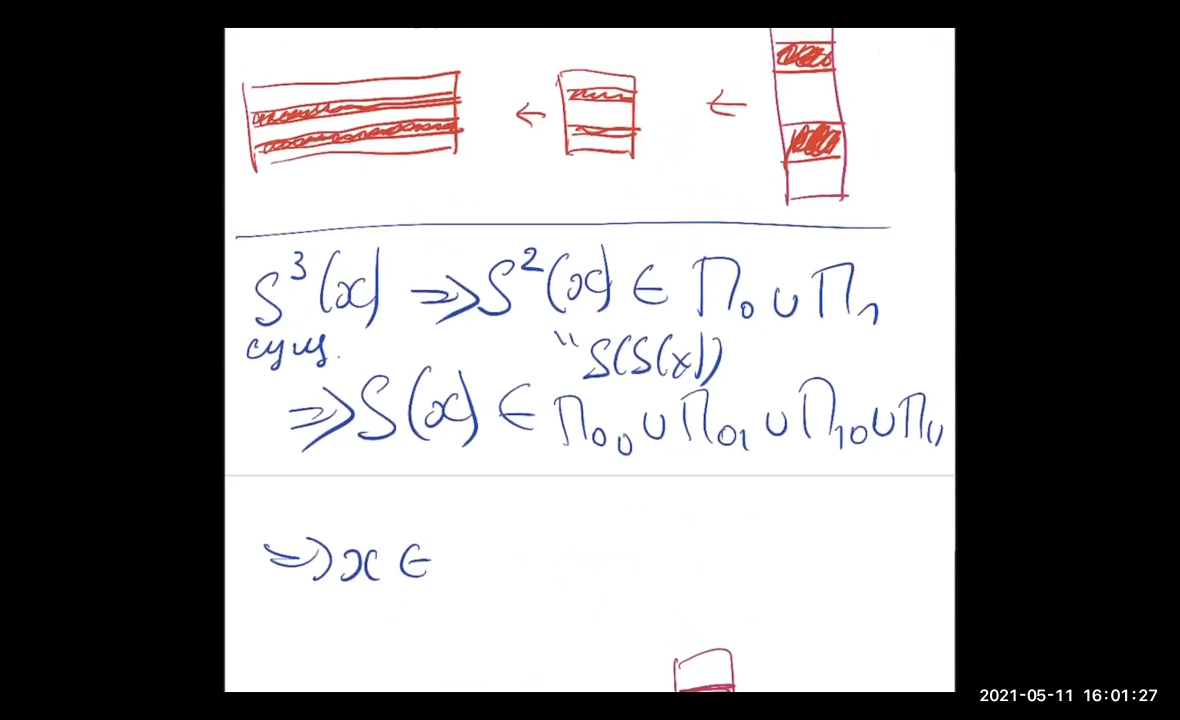 S³(x) ⇒ S²(x) ∈ Π₀ ∪ Π₁
сущ. " S(S(x))
⇒ S(x) ∈ Π₀₀ ∪ Π₀₁ ∪ Π₁₀ ∪ Π₁₁
⇒ x ∈
2021-05-11 16:01:27